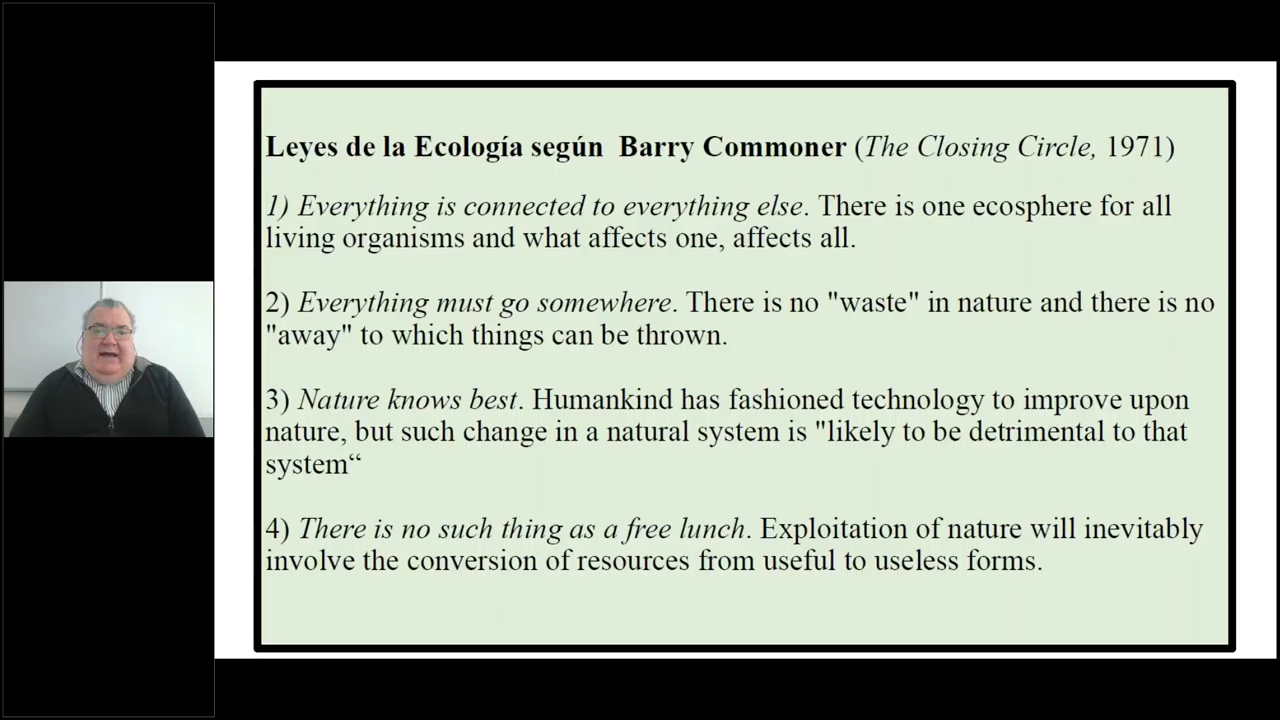 Leyes de la Ecología según Barry Commoner (The Closing Circle, 1971)
1) Everything is connected to everything else. There is one ecosphere for all
living organisms and what affects one, affects all.
2) Everything must go somewhere. There is no "waste" in nature and there is no
"away" to which things can be thrown.
3) Nature knows best. Humankind has fashioned technology to improve upon
nature, but such change in a natural system is "likely to be detrimental to that
system“
4) There is no such thing as a free lunch. Exploitation of nature will inevitably
involve the conversion of resources from useful to useless forms.